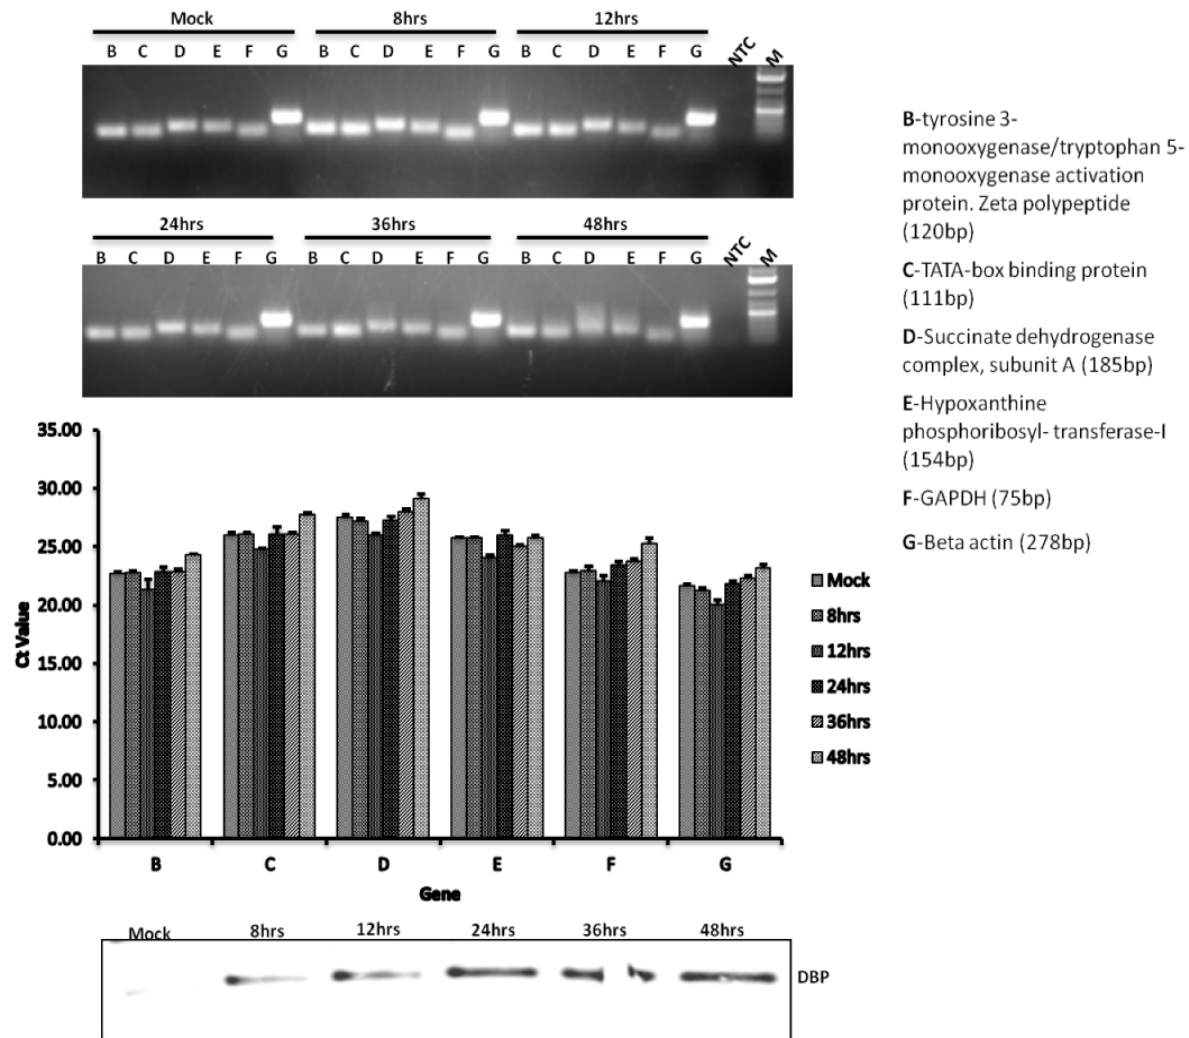 Mock 8hrs 12hrs
B C D E F G B C D E F G B C D E F G NTC M
24hrs 36hrs 48hrs
B C D E F G B C D E F G B C D E F G NTC M
B-tyrosine 3-
monooxygenase/tryptophan 5-
monooxygenase activation
protein. Zeta polypeptide
(120bp)
C-TATA-box binding protein
(111bp)
D-Succinate dehydrogenase
complex, subunit A (185bp)
E-Hypoxanthine
phosphoribosyl- transferase-I
(154bp)
F-GAPDH (75bp)
G-Beta actin (278bp)
35.00
30.00
25.00
20.00
15.00
10.00
5.00
0.00
Ct Value
B C D E F G
Gene
Mock
8hrs
12hrs
24hrs
36hrs
48hrs
Mock 8hrs 12hrs 24hrs 36hrs 48hrs
DBP